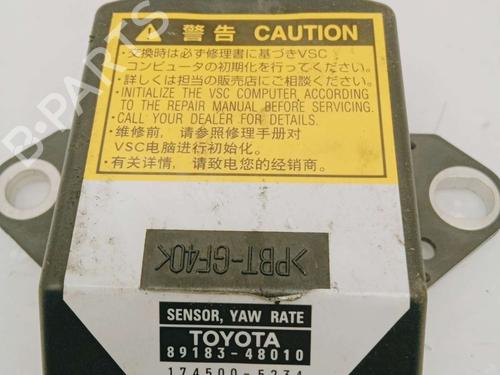 警告 CAUTION
・交換時は必ず修理書に基づきVSC
コンピュータの初期化を行ってください。
・詳しくは担当の販売店にご相談ください。
・INITIALIZE THE VSC COMPUTER, ACCORDING
TO THE REPAIR MANUAL BEFORE SERVICING.
・CALL YOUR DEALER FOR DETAILS.
・维修前，请参照修理手册对
VSC电脑进行初始化。
・有关详情，请致电您的经销商。
>PBT-GF40<
SENSOR, YAW RATE
TOYOTA
89183-48010
174500-5234
B-PARTS